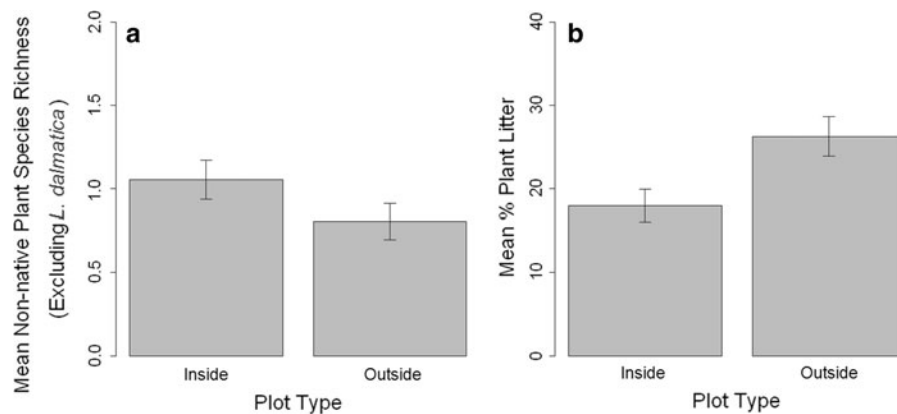 a
Mean Non-native Plant Species Richness
(Excluding L. dalmatica)
2.0
1.5
1.0
0.5
0.0
Inside
Outside
Plot Type
b
Mean % Plant Litter
40
30
20
10
0
Inside
Outside
Plot Type